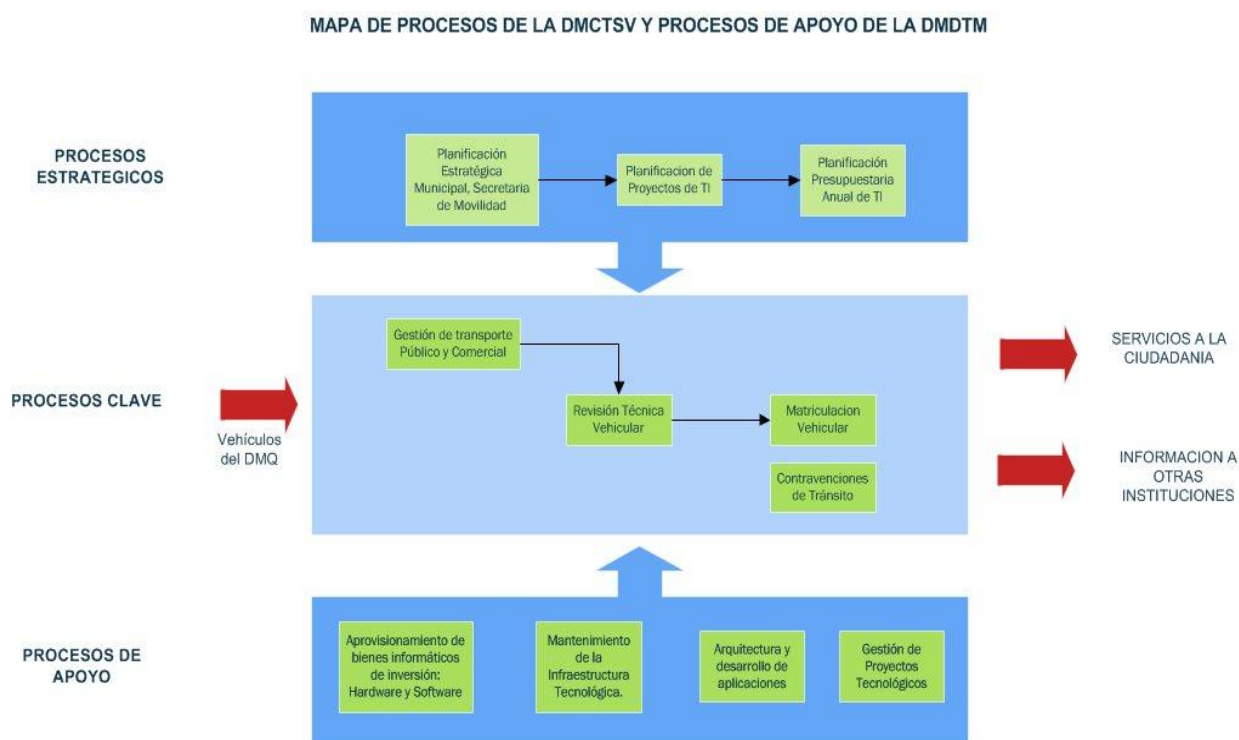 MAPA DE PROCESOS DE LA DMCTSV Y PROCESOS DE APOYO DE LA DMDTM
PROCESOS
ESTRATEGICOS
Planificación
Estratégica
Municipal, Secretaria
de Movilidad
Planificacion de
Proyectos de TI
Planificación
Presupuestaria
Anual de TI
PROCESOS CLAVE
Vehículos
del DMQ
Gestión de transporte
Público y Comercial
Revisión Técnica
Vehicular
Matriculacion
Vehicular
Contravenciones
de Tránsito
SERVICIOS A LA
CIUDADANIA
INFORMACION A
OTRAS
INSTITUCIONES
PROCESOS DE
APOYO
Aprovisionamiento de
bienes informáticos
de inversión:
Hardware y Software
Mantenimiento
de la
Infraestructura
Tecnológica.
Arquitectura y
desarrollo de
aplicaciones
Gestión de
Proyectos
Tecnológicos